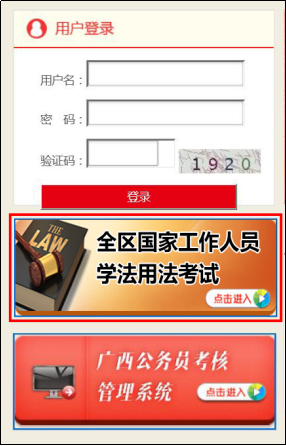 用户登录
用户名：
密　码：
验证码：
1920
登录
THE
LAW
全区国家工作人员
学法用法考试
点击进入
广西公务员考核
管理系统
点击进入